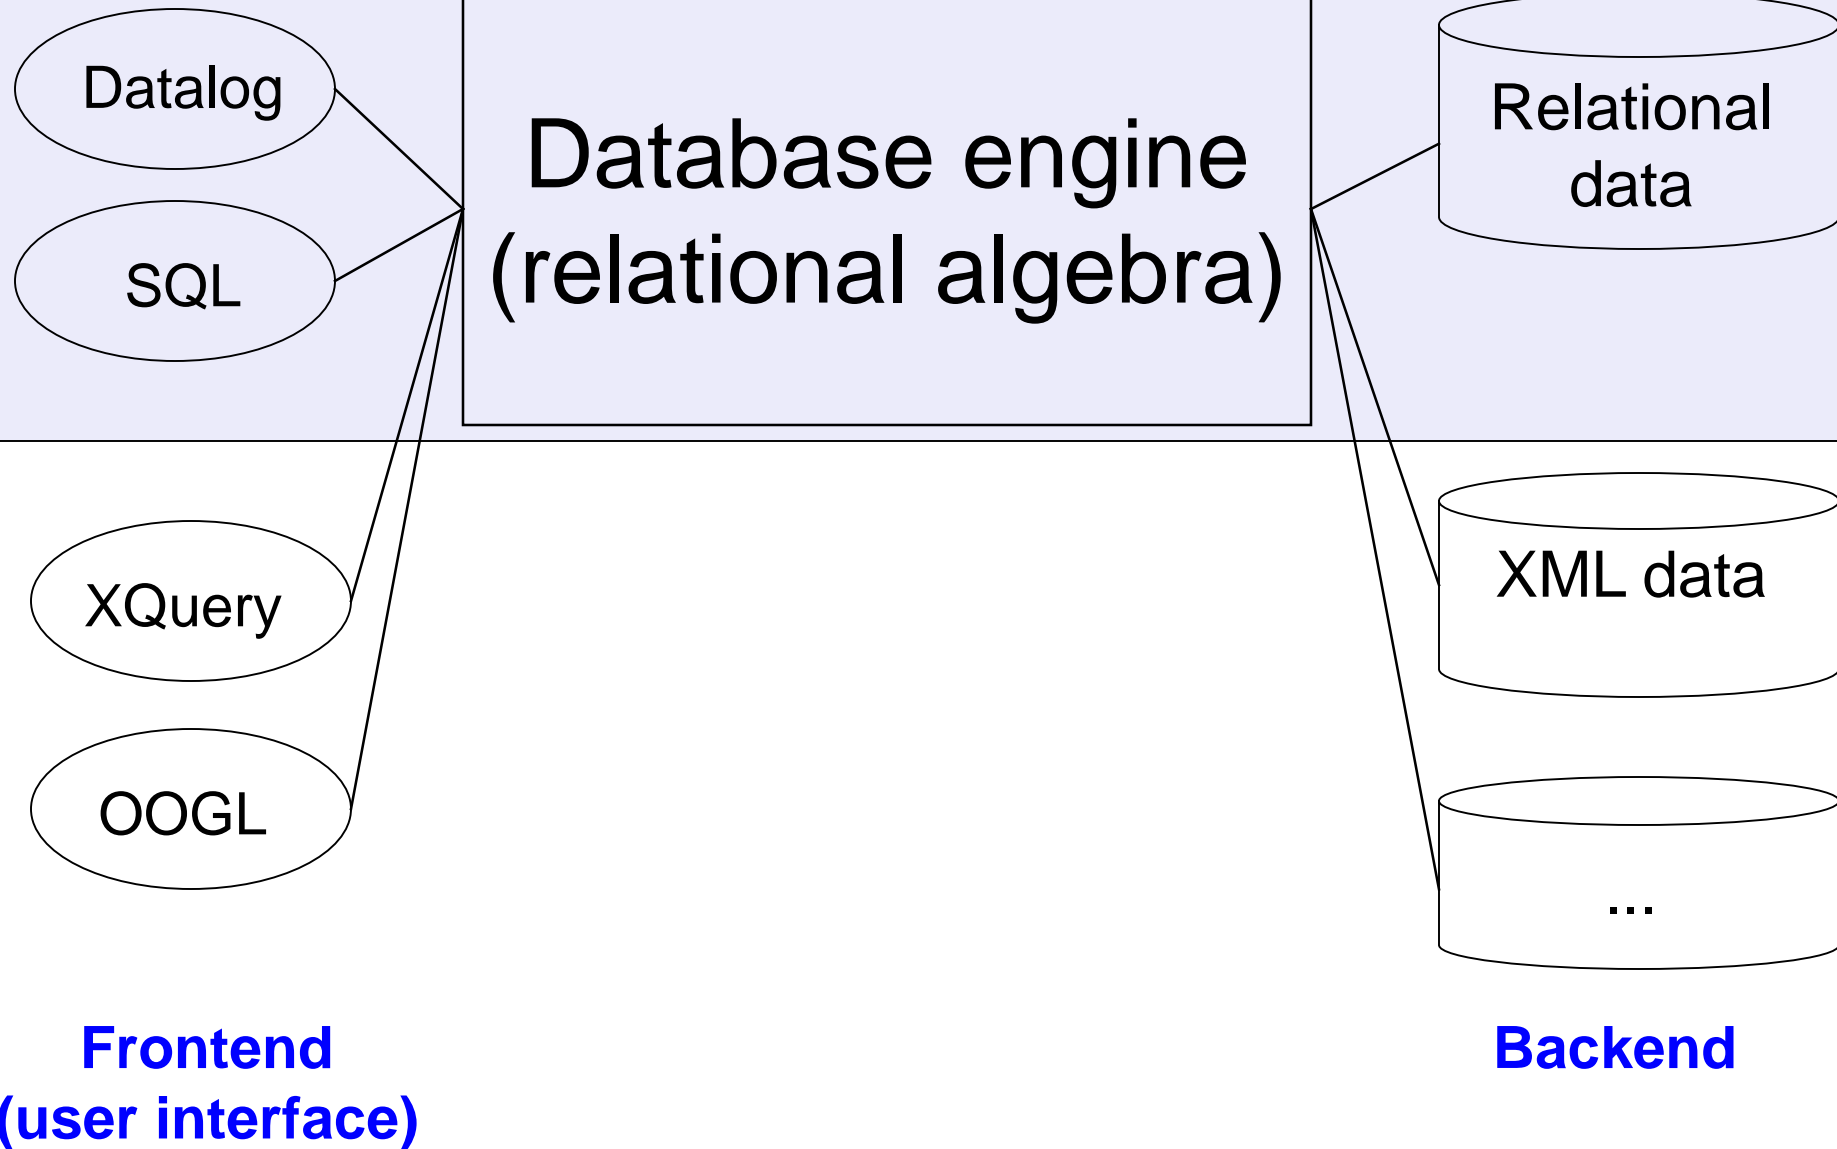 Datalog
SQL
XQuery
OOGL
Database engine
(relational algebra)
Relational
data
XML data
...
Frontend
(user interface)
Backend